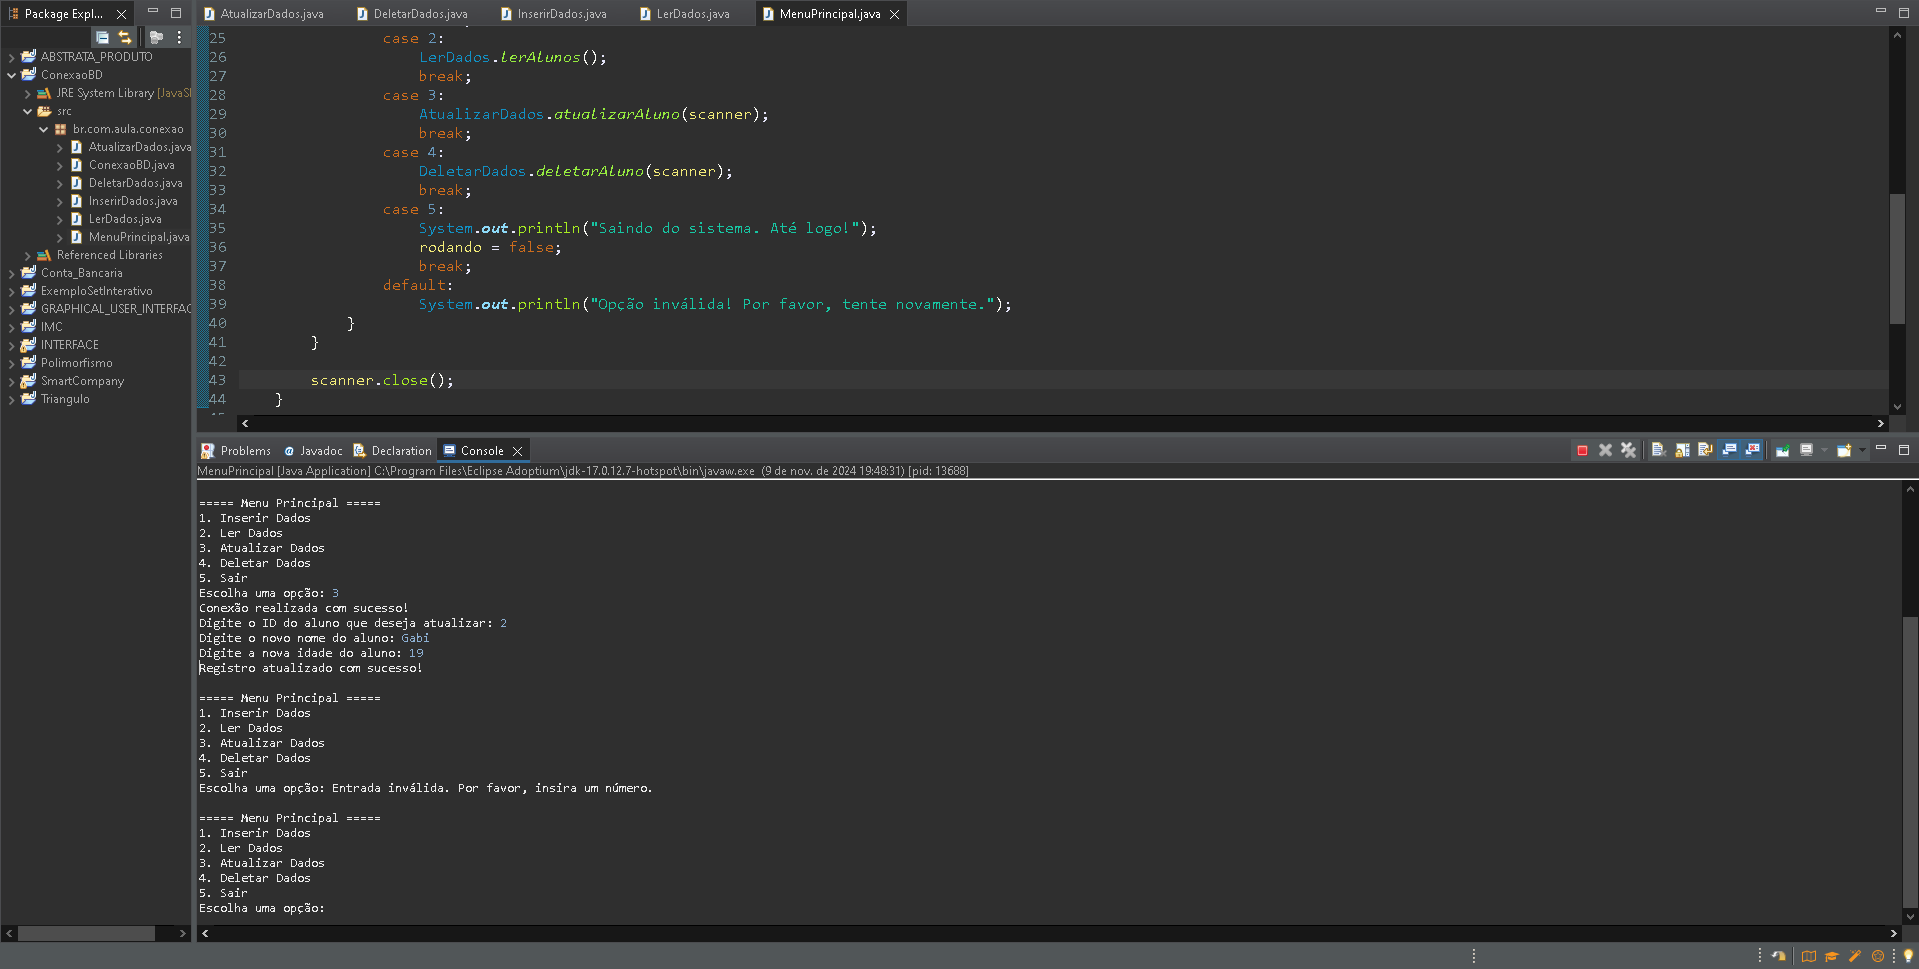 Package Expl...
AtualizarDados.java
DeletarDados.java
InserirDados.java
LerDados.java
MenuPrincipal.java
ABSTRATA_PRODUTO
ConexaoBD
JRE System Library [JavaSI
src
br.com.aula.conexao
AtualizarDados.java
ConexaoBD.java
DeletarDados.java
InserirDados.java
LerDados.java
MenuPrincipal.java
Referenced Libraries
Conta_Bancaria
ExemploSetInterativo
GRAPHICAL_USER_INTERFAC
IMC
INTERFACE
Polimorfismo
SmartCompany
Triangulo
25 case 2:
26 LerDados.lerAlunos();
27 break;
28 case 3:
29 AtualizarDados.atualizarAluno(scanner);
30 break;
31 case 4:
32 DeletarDados.deletarAluno(scanner);
33 break;
34 case 5:
35 System.out.println("Saindo do sistema. Até logo!");
36 rodando = false;
37 break;
38 default:
39 System.out.println("Opção inválida! Por favor, tente novamente.");
40 }
41 }
42
43 scanner.close();
44 }
Problems Javadoc Declaration Console
MenuPrincipal [Java Application] C:\Program Files\Eclipse Adoptium\jdk-17.0.12.7-hotspot\bin\javaw.exe (9 de nov. de 2024 19:48:31) [pid: 13688]
===== Menu Principal =====
1. Inserir Dados
2. Ler Dados
3. Atualizar Dados
4. Deletar Dados
5. Sair
Escolha uma opção: 3
Conexão realizada com sucesso!
Digite o ID do aluno que deseja atualizar: 2
Digite o novo nome do aluno: Gabi
Digite a nova idade do aluno: 19
Registro atualizado com sucesso!
===== Menu Principal =====
1. Inserir Dados
2. Ler Dados
3. Atualizar Dados
4. Deletar Dados
5. Sair
Escolha uma opção: Entrada inválida. Por favor, insira um número.
===== Menu Principal =====
1. Inserir Dados
2. Ler Dados
3. Atualizar Dados
4. Deletar Dados
5. Sair
Escolha uma opção: